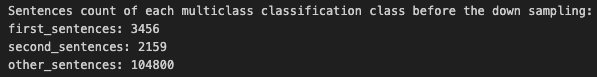 Sentences count of each multiclass classification class before the down sampling:
first_sentences: 3456
second_sentences: 2159
other_sentences: 104800